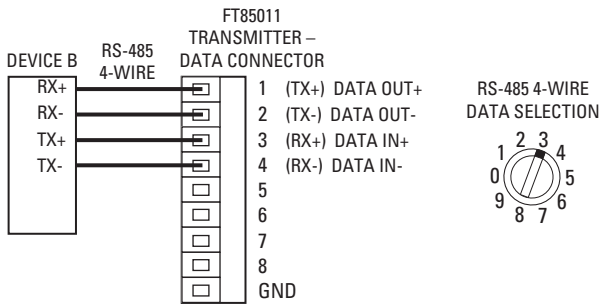 FT85011
TRANSMITTER –
DATA CONNECTOR
DEVICE B
RS-485
4-WIRE
RX+
RX-
TX+
TX-
1 (TX+) DATA OUT+
2 (TX-) DATA OUT-
3 (RX+) DATA IN+
4 (RX-) DATA IN-
5
6
7
8
GND
RS-485 4-WIRE
DATA SELECTION
0 1 2 3 4 5 6 7 8 9